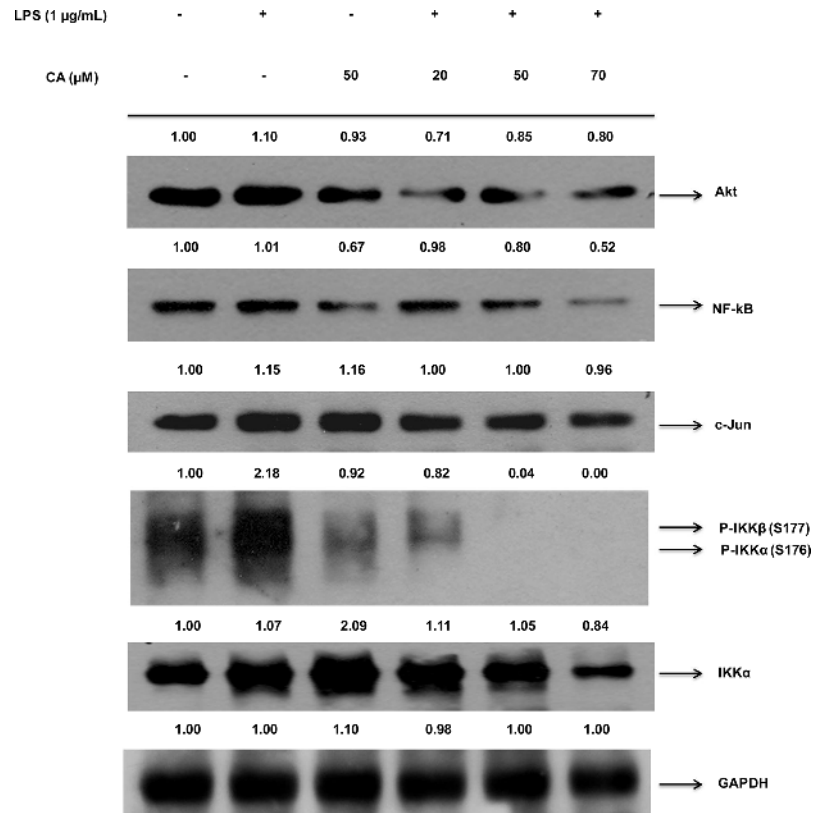 LPS (1 µg/mL) - + - + + +
CA (µM) - - 50 20 50 70
1.00 1.10 0.93 0.71 0.85 0.80
Akt
1.00 1.01 0.67 0.98 0.80 0.52
NF-kB
1.00 1.15 1.16 1.00 1.00 0.96
c-Jun
1.00 2.18 0.92 0.82 0.04 0.00
P-IKKβ (S177)
P-IKKα (S176)
1.00 1.07 2.09 1.11 1.05 0.84
IKKα
1.00 1.00 1.10 0.98 1.00 1.00
GAPDH